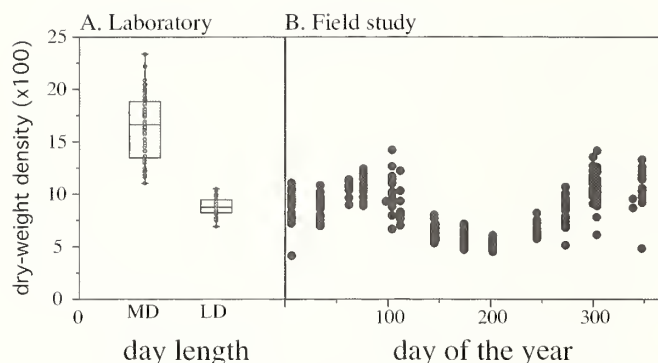 A. Laboratory
B. Field study
dry-weight density (x100)
25
20
15
10
5
0
0
MD
LD
100
200
300
day length
day of the year